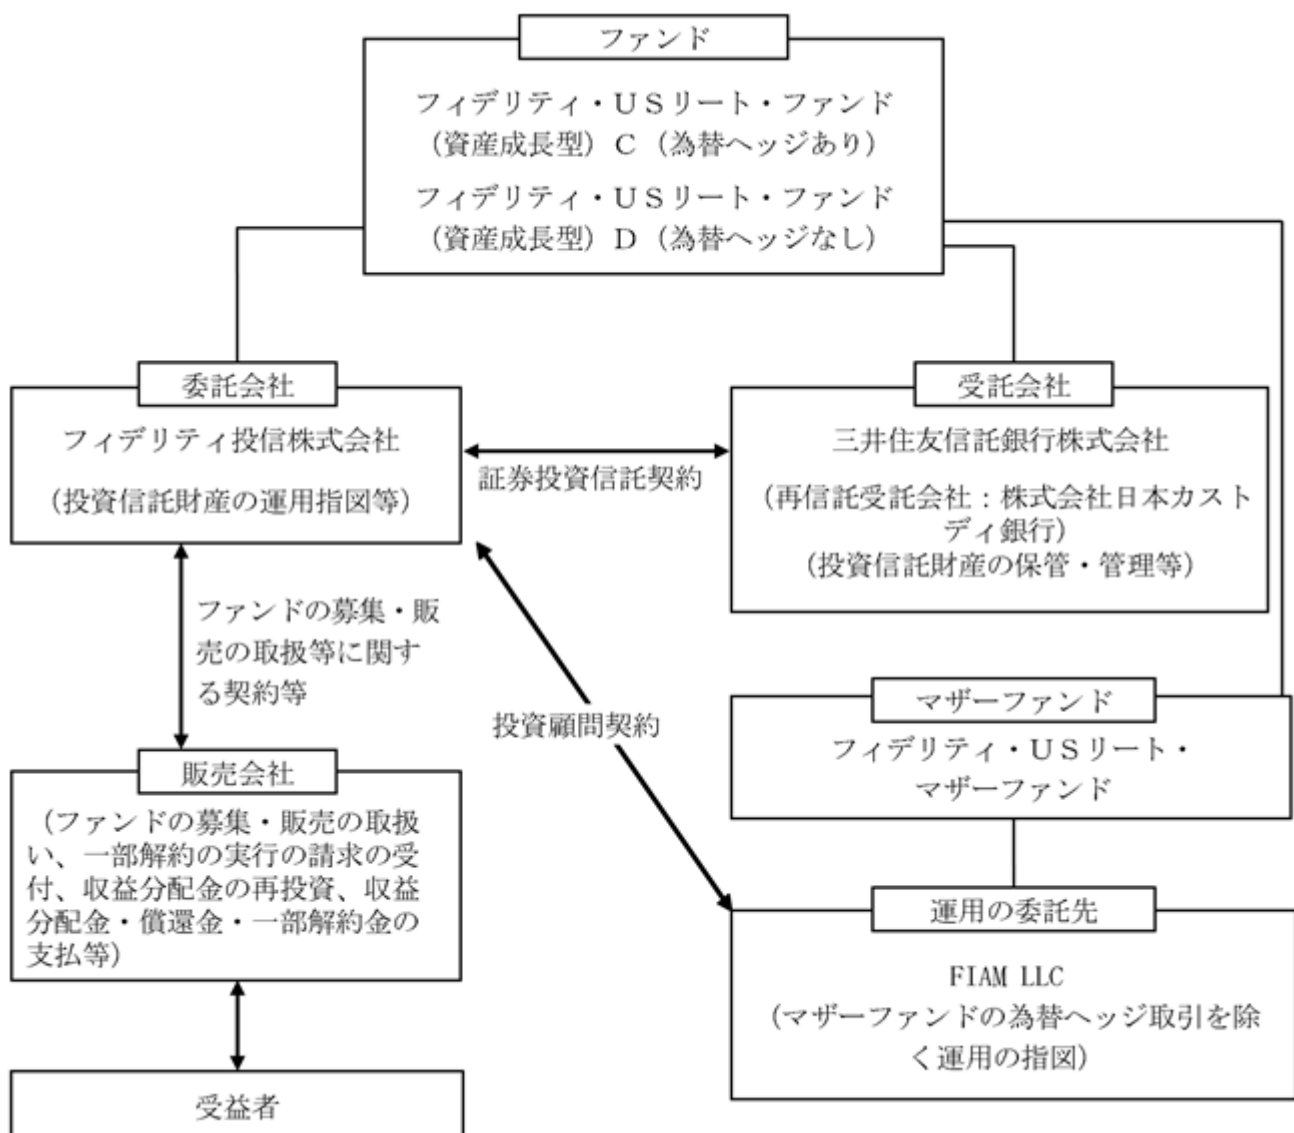 ファンド
フィデリティ・ＵＳリート・ファンド
（資産成長型）Ｃ（為替ヘッジあり）
フィデリティ・ＵＳリート・ファンド
（資産成長型）Ｄ（為替ヘッジなし）
委託会社
フィデリティ投信株式会社
（投資信託財産の運用指図等）
証券投資信託契約
受託会社
三井住友信託銀行株式会社
（再信託受託会社：株式会社日本カスト
ディ銀行）
（投資信託財産の保管・管理等）
ファンドの募集・販
売の取扱等に関す
る契約等
投資顧問契約
マザーファンド
フィデリティ・ＵＳリート・
マザーファンド
販売会社
（ファンドの募集・販売の取扱
い、一部解約の実行の請求の受
付、収益分配金の再投資、収益
分配金・償還金・一部解約金の
支払等）
運用の委託先
FIAM LLC
（マザーファンドの為替ヘッジ取引を除
く運用の指図）
受益者